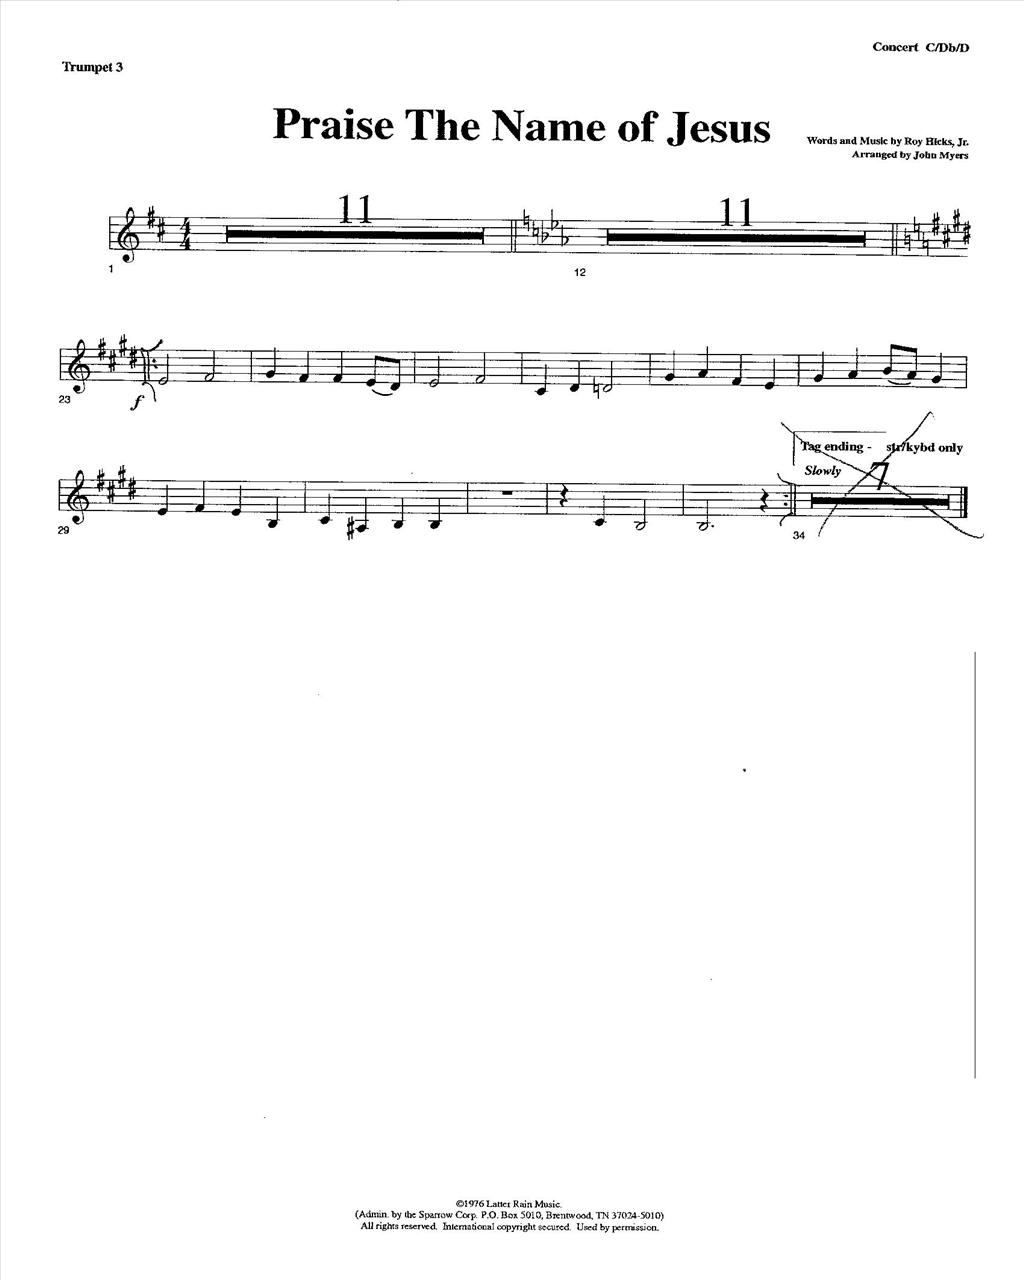 Concert C/Db/D
Trumpet 3
Praise The Name of Jesus
Words and Music by Roy Hicks, Jr.
Arranged by John Myers
11
11
4
4
1
12
23
f
Tag ending - str/kybd only
Slowly
7
29
34
©1976 Latter Rain Music.
(Admin. by the Sparrow Corp. P.O. Box 5010, Brentwood, TN 37024-5010)
All rights reserved. International copyright secured. Used by permission.